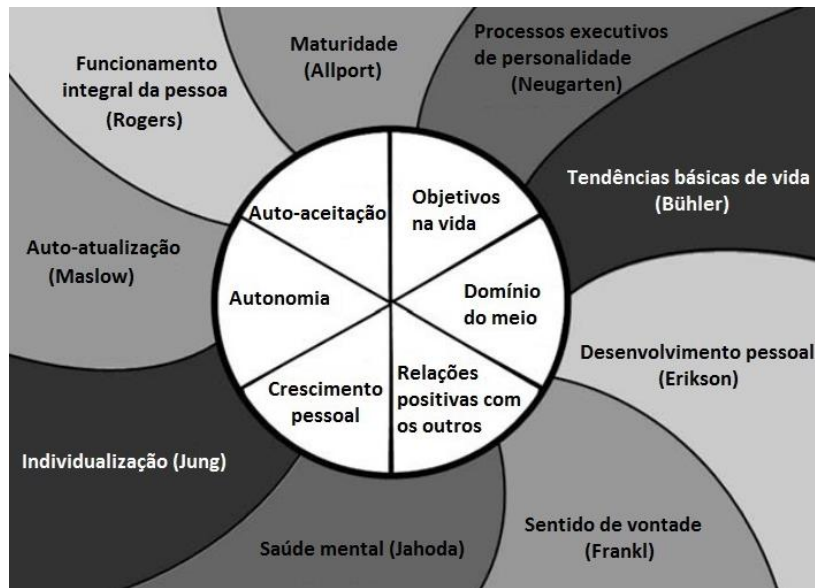 Maturidade
(Allport)
Processos executivos
de personalidade
(Neugarten)
Funcionamento
integral da pessoa
(Rogers)
Tendências básicas de vida
(Bühler)
Auto-aceitação
Objetivos
na vida
Auto-atualização
(Maslow)
Autonomia
Domínio
do meio
Desenvolvimento pessoal
(Erikson)
Crescimento
pessoal
Relações
positivas com
os outros
Individualização (Jung)
Sentido de vontade
(Frankl)
Saúde mental (Jahoda)